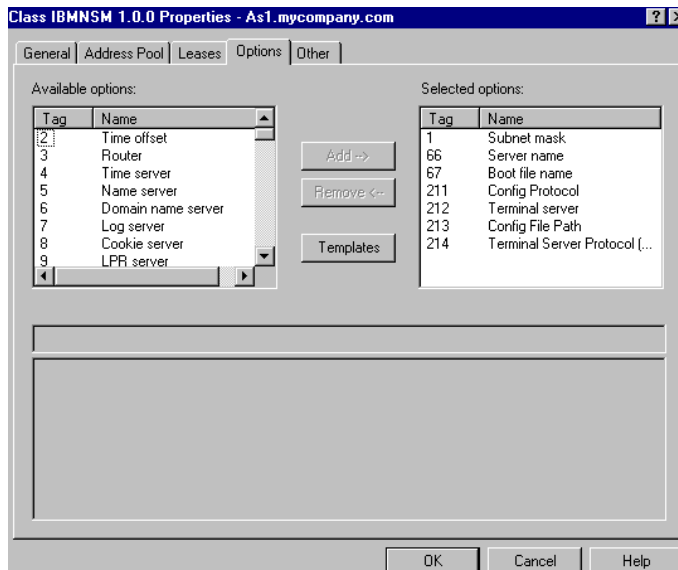 Class IBMNSM 1.0.0 Properties - As1.mycompany.com
General Address Pool Leases Options Other
Available options: Selected options:
Tag Name
2 Time offset
3 Router
4 Time server
5 Name server
6 Domain name server
7 Log server
8 Cookie server
9 LPR server
Add -->
Remove <--
Templates
Tag Name
1 Subnet mask
66 Server name
67 Boot file name
211 Config Protocol
212 Terminal server
213 Config File Path
214 Terminal Server Protocol (...
OK Cancel Help